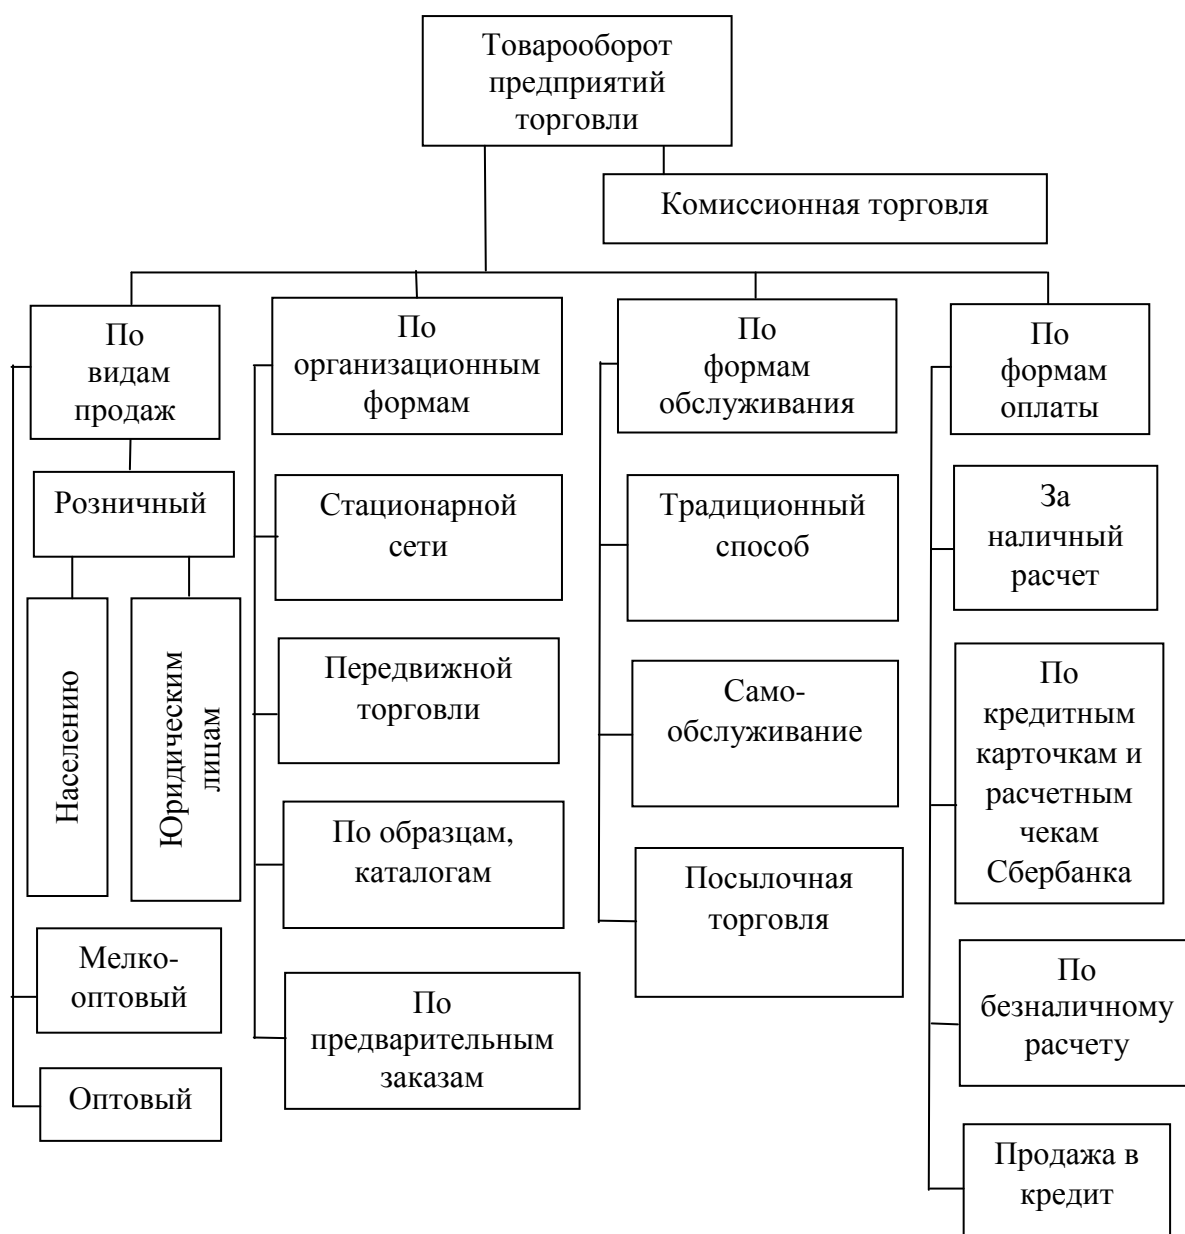 Товарооборот
предприятий
торговли
Комиссионная торговля
По
видам
продаж
Розничный
Населению
Юридическим
лицам
Мелко-
оптовый
Оптовый
По
организационным
формам
Стационарной
сети
Передвижной
торговли
По образцам,
каталогам
По
предварительным
заказам
По
формам
обслуживания
Традиционный
способ
Само-
обслуживание
Посылочная
торговля
По
формам
оплаты
За
наличный
расчет
По
кредитным
карточкам и
расчетным
чекам
Сбербанка
По
безналичному
расчету
Продажа в
кредит